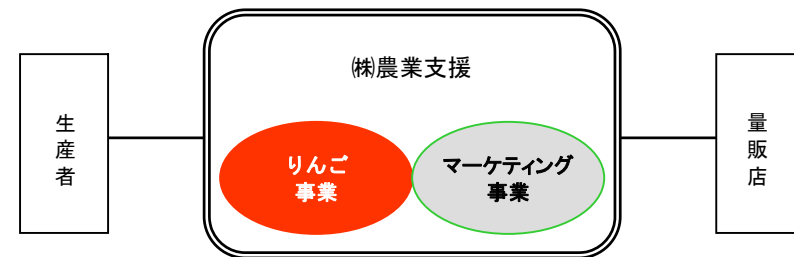 ㈱農業支援
生産者
りんご
事業
マーケティング
事業
量販店